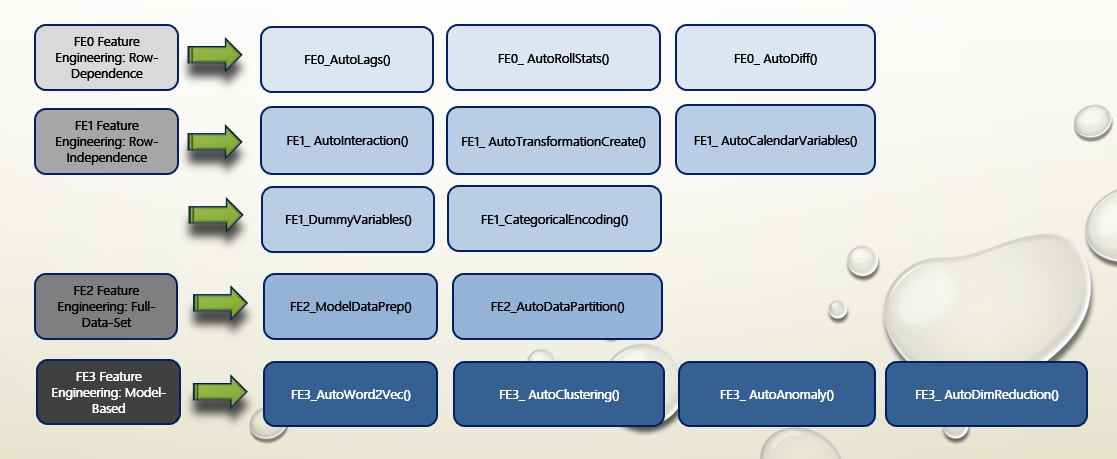 FE0 Feature
Engineering: Row-
Dependence
FE0_AutoLags()
FE0_ AutoRollStats()
FE0_ AutoDiff()
FE1 Feature
Engineering: Row-
Independence
FE1_ AutoInteraction()
FE1_ AutoTransformationCreate()
FE1_ AutoCalendarVariables()
FE1_DummyVariables()
FE1_CategoricalEncoding()
FE2 Feature
Engineering: Full-
Data-Set
FE2_ModelDataPrep()
FE2_AutoDataPartition()
FE3 Feature
Engineering: Model-
Based
FE3_AutoWord2Vec()
FE3_ AutoClustering()
FE3_ AutoAnomaly()
FE3_ AutoDimReduction()